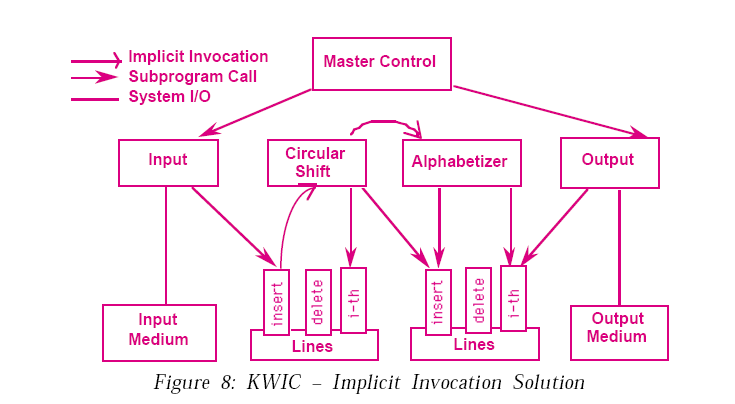 Implicit Invocation
Subprogram Call
System I/O
Master Control
Input
Circular
Shift
Alphabetizer
Output
insert
delete
i-th
Lines
insert
delete
i-th
Lines
Input
Medium
Output
Medium
Figure 8: KWIC – Implicit Invocation Solution